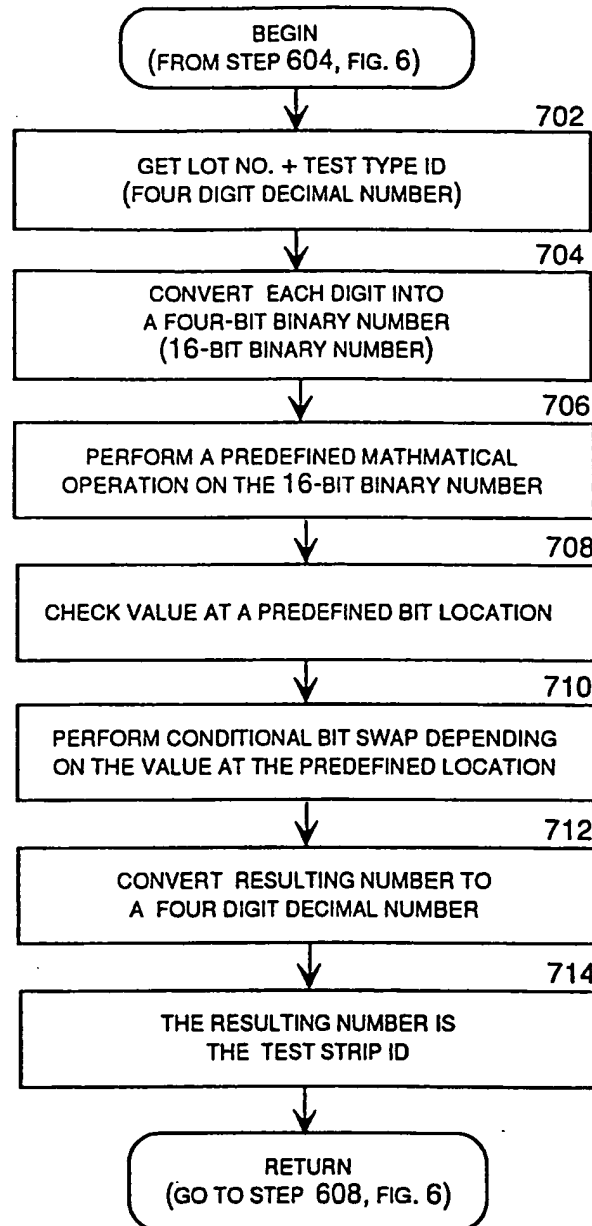 BEGIN
(FROM STEP 604, FIG. 6)
702
GET LOT NO. + TEST TYPE ID
(FOUR DIGIT DECIMAL NUMBER)
704
CONVERT EACH DIGIT INTO
A FOUR-BIT BINARY NUMBER
(16-BIT BINARY NUMBER)
706
PERFORM A PREDEFINED MATHMATICAL
OPERATION ON THE 16-BIT BINARY NUMBER
708
CHECK VALUE AT A PREDEFINED BIT LOCATION
710
PERFORM CONDITIONAL BIT SWAP DEPENDING
ON THE VALUE AT THE PREDEFINED LOCATION
712
CONVERT RESULTING NUMBER TO
A FOUR DIGIT DECIMAL NUMBER
714
THE RESULTING NUMBER IS
THE TEST STRIP ID
RETURN
(GO TO STEP 608, FIG. 6)